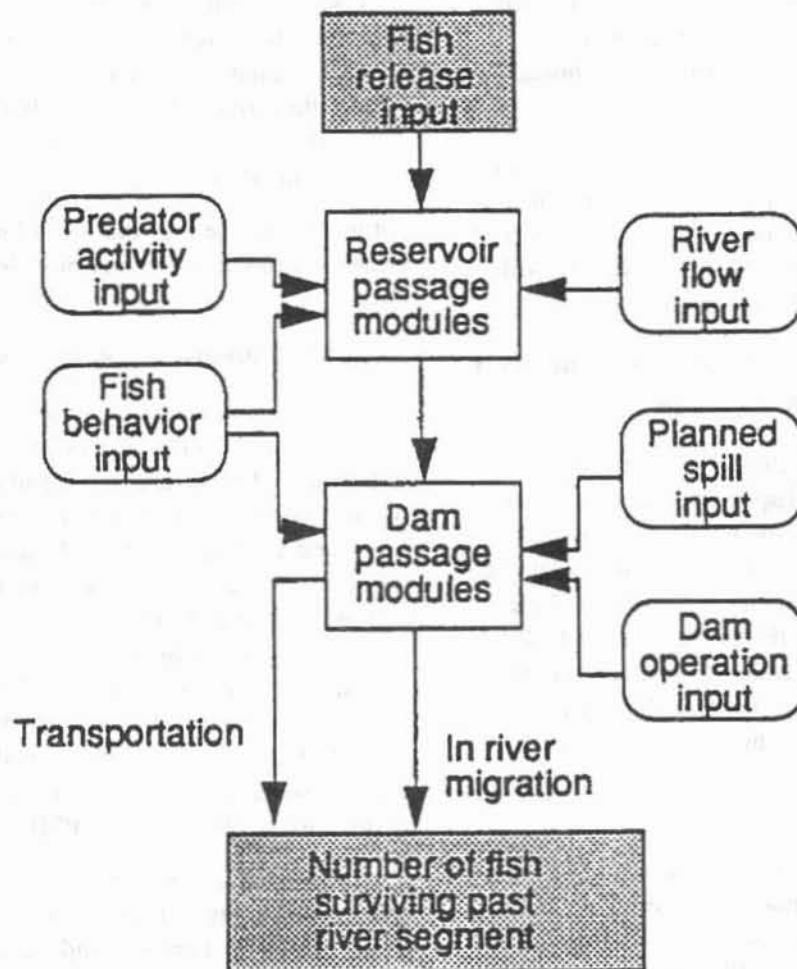 Fish
release
input
Predator
activity
input
Reservoir
passage
modules
River
flow
input
Fish
behavior
input
Planned
spill
input
Dam
passage
modules
Dam
operation
input
Transportation
In river
migration
Number of fish
surviving past
river segment